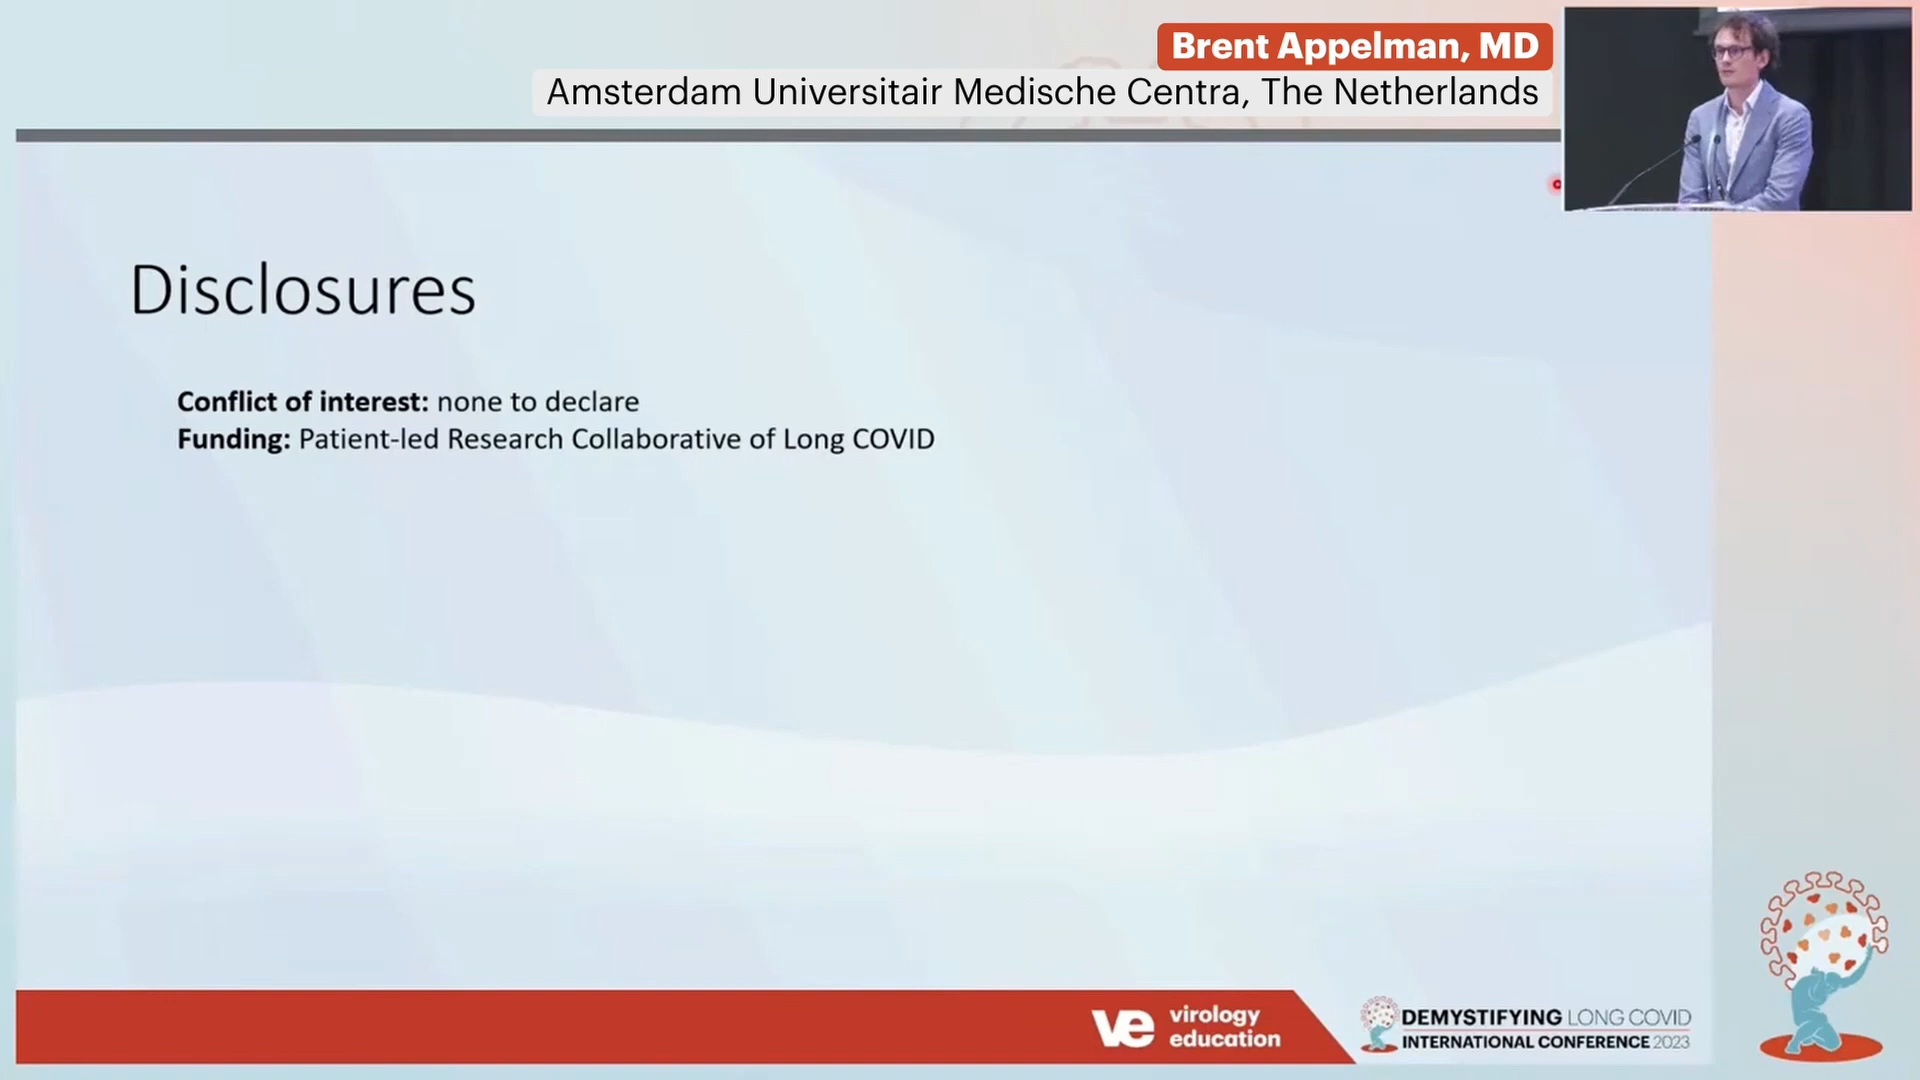 Brent Appelman, MD
Amsterdam Universitair Medische Centra, The Netherlands
Disclosures
Conflict of interest: none to declare
Funding: Patient-led Research Collaborative of Long COVID
ve virology education
DEMYSTIFYING LONG COVID
INTERNATIONAL CONFERENCE 2023